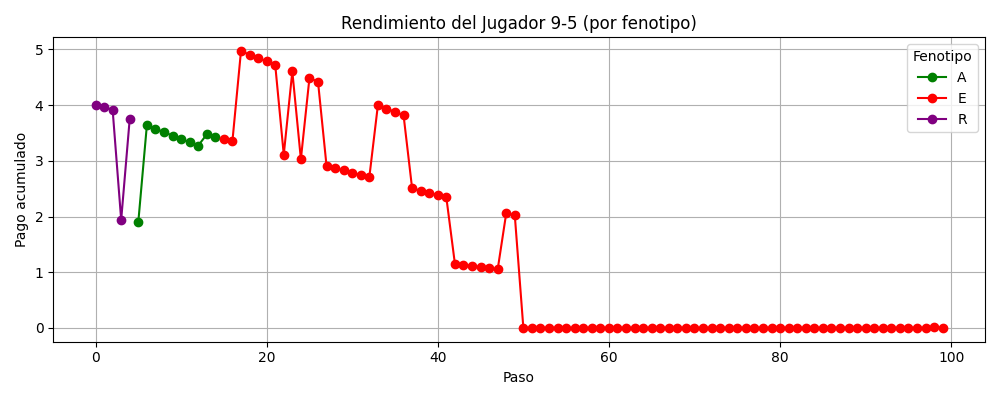 Rendimiento del Jugador 9-5 (por fenotipo)
Pago acumulado
5
4
3
2
1
0
0 20 40 60 80 100
Paso
Fenotipo
A
E
R